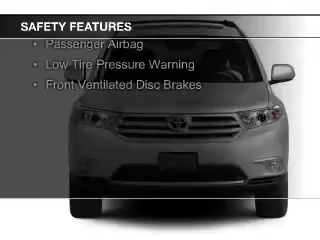 SAFETY FEATURES
• Passenger Airbag
• Low Tire Pressure Warning
• Front Ventilated Disc Brakes